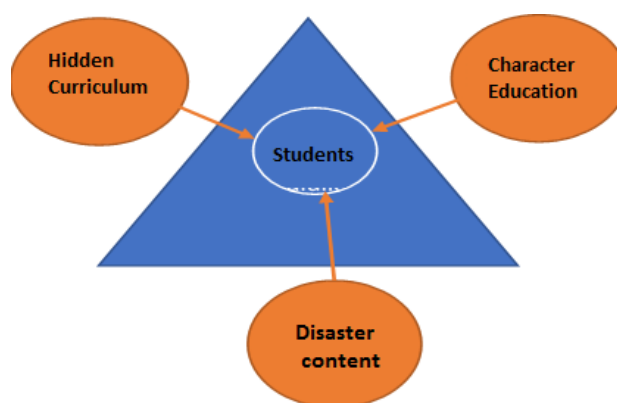 Hidden
Curriculum
Character
Education
Students
Disaster
content